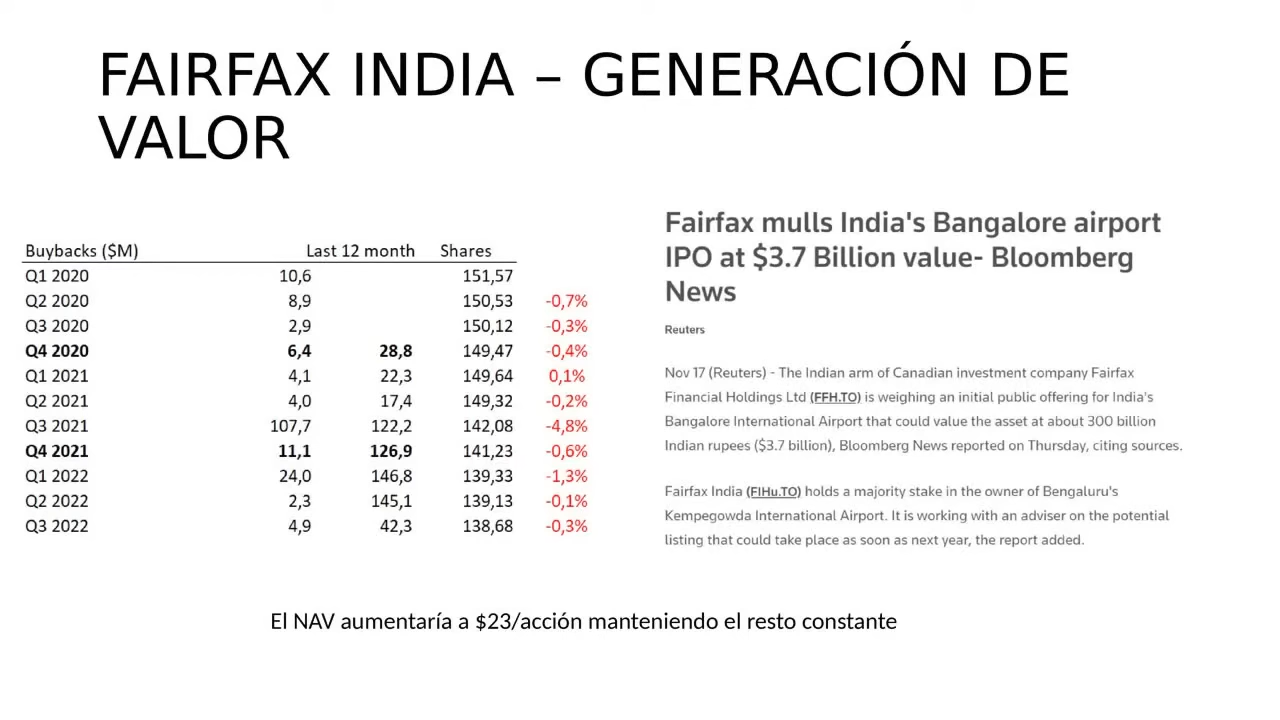 FAIRFAX INDIA – GENERACIÓN DE
VALOR
Buybacks ($M) Last 12 month Shares
Q1 2020 10,6 151,57
Q2 2020 8,9 150,53 -0,7%
Q3 2020 2,9 150,12 -0,3%
Q4 2020 6,4 28,8 149,47 -0,4%
Q1 2021 4,1 22,3 149,64 0,1%
Q2 2021 4,0 17,4 149,32 -0,2%
Q3 2021 107,7 122,2 142,08 -4,8%
Q4 2021 11,1 126,9 141,23 -0,6%
Q1 2022 24,0 146,8 139,33 -1,3%
Q2 2022 2,3 145,1 139,13 -0,1%
Q3 2022 4,9 42,3 138,68 -0,3%
Fairfax mulls India's Bangalore airport
IPO at $3.7 Billion value- Bloomberg
News
Reuters
Nov 17 (Reuters) - The Indian arm of Canadian investment company Fairfax
Financial Holdings Ltd (FFH.TO) is weighing an initial public offering for India's
Bangalore International Airport that could value the asset at about 300 billion
Indian rupees ($3.7 billion), Bloomberg News reported on Thursday, citing sources.
Fairfax India (FIHu.TO) holds a majority stake in the owner of Bengaluru's
Kempegowda International Airport. It is working with an adviser on the potential
listing that could take place as soon as next year, the report added.
El NAV aumentaría a $23/acción manteniendo el resto constante